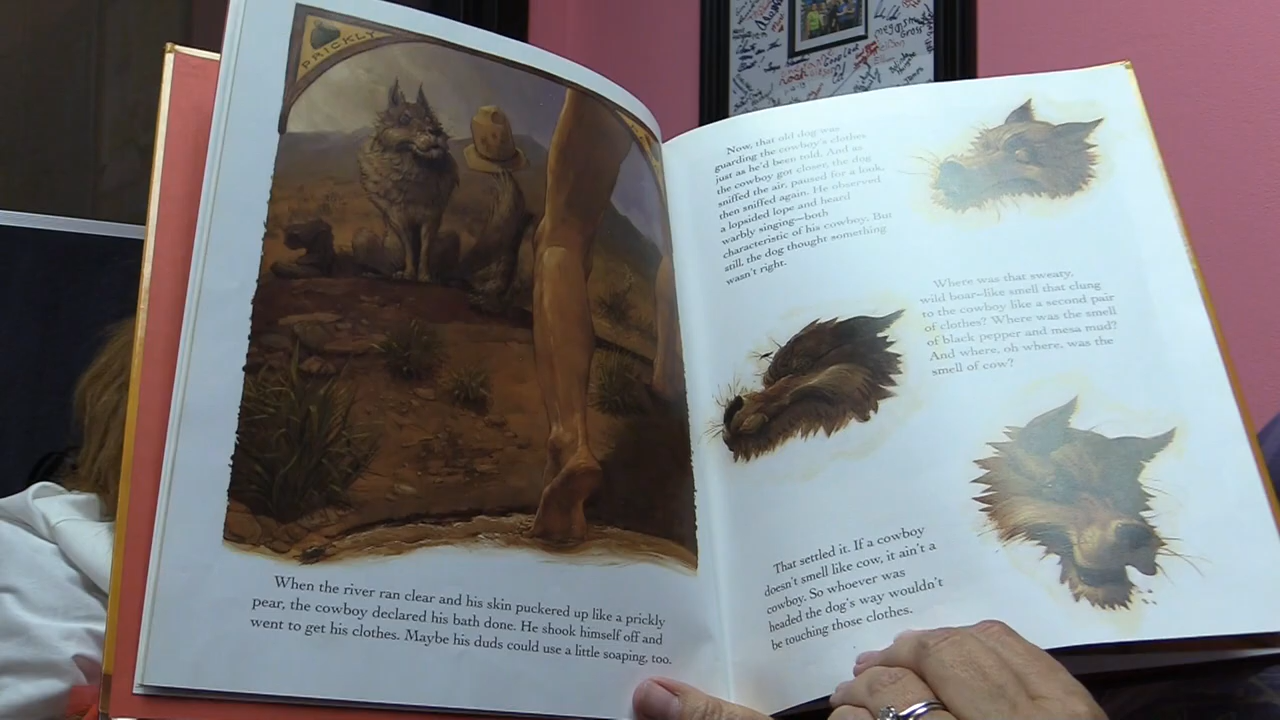 PRICKLY
When the river ran clear and his skin puckered up like a prickly
pear, the cowboy declared his bath done. He shook himself off and
went to get his clothes. Maybe his duds could use a little soaping, too.
Now, that old dog was
guarding the cowboy's clothes
just as he'd been told. And as
the cowboy got closer, the dog
sniffed the air, paused for a look,
then sniffed again. He observed
a lopsided lope and heard
warbly singing—both
characteristic of his cowboy. But
still, the dog thought something
wasn't right.
Where was that sweaty,
wild boar–like smell that clung
to the cowboy like a second pair
of clothes? Where was the smell
of black pepper and mesa mud?
And where, oh where, was the
smell of cow?
That settled it. If a cowboy
doesn't smell like cow, it ain't a
cowboy. So whoever was
headed the dog's way wouldn't
be touching those clothes.